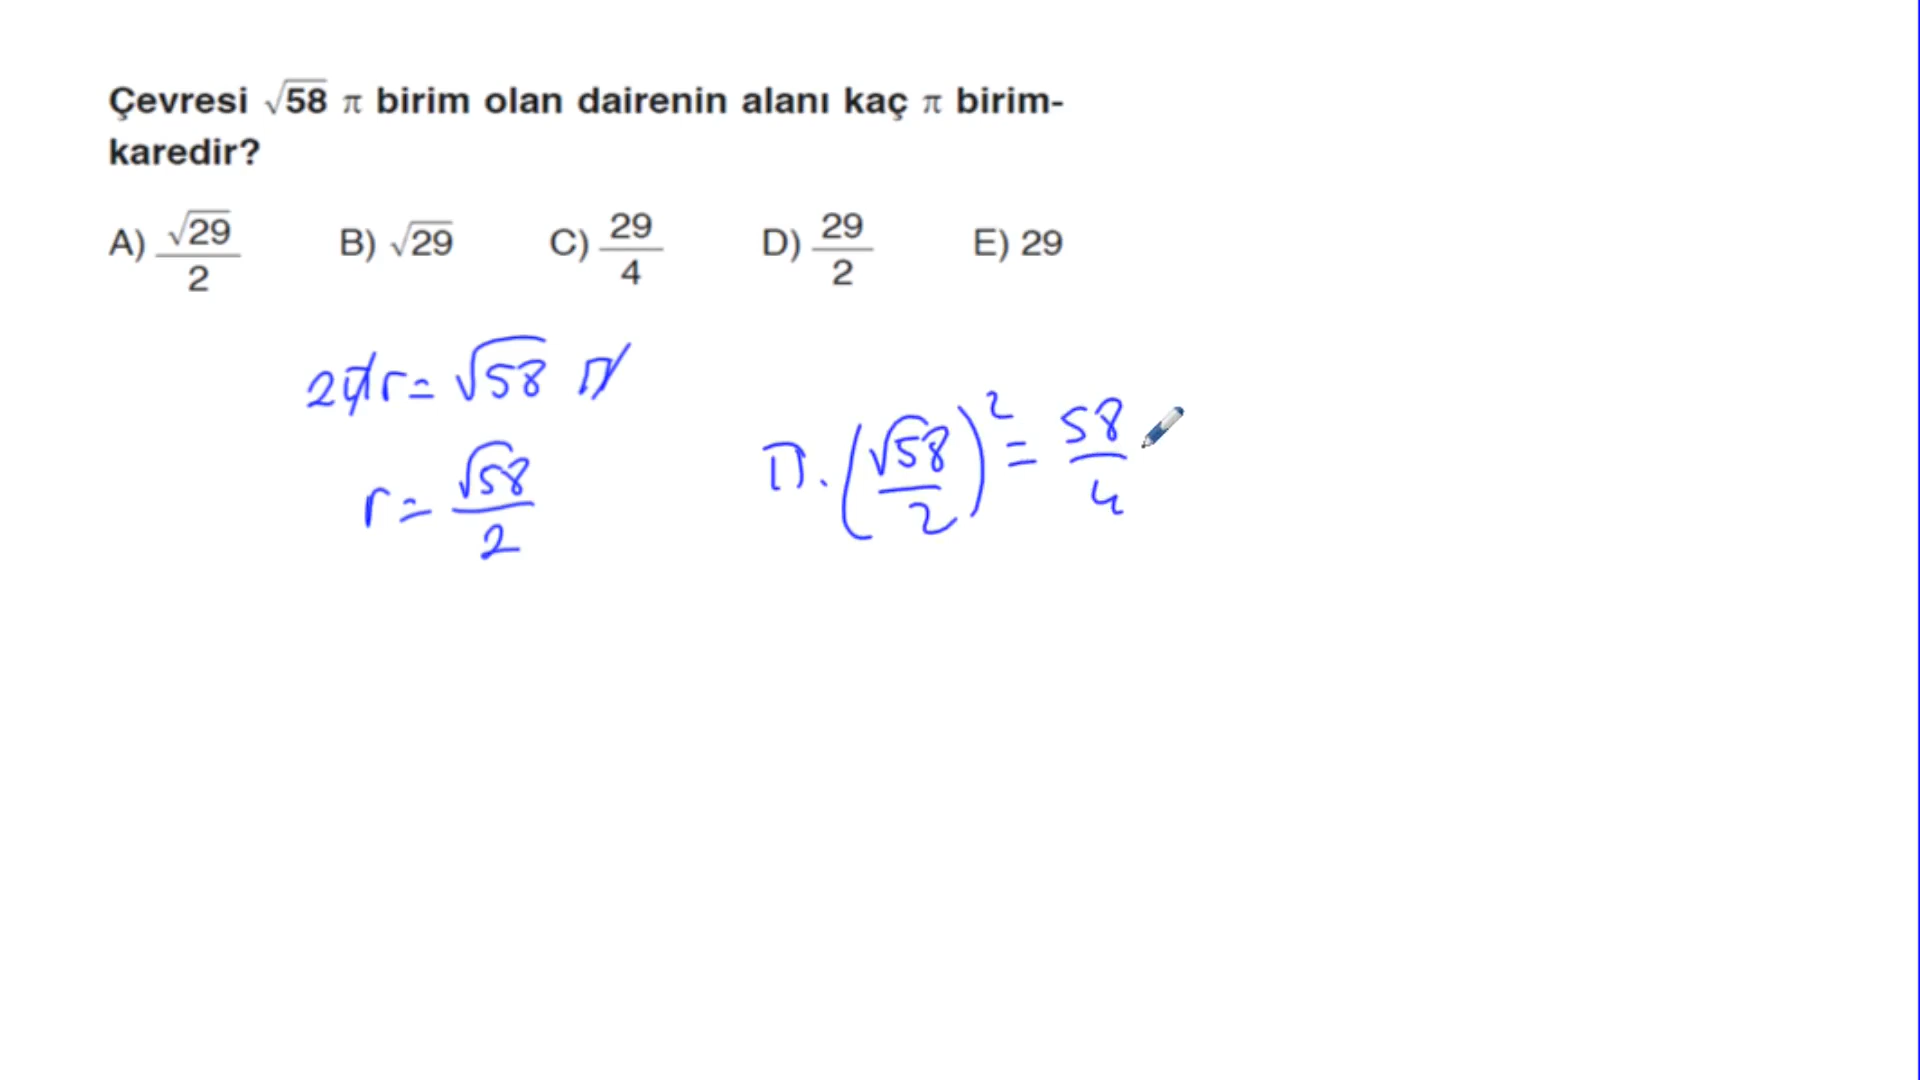 Çevresi √58 π birim olan dairenin alanı kaç π birim-
karedir?
A) √29/2 B) √29 C) 29/4 D) 29/2 E) 29
2πr = √58 π
r = √58/2
π.(√58/2)² = 58/4